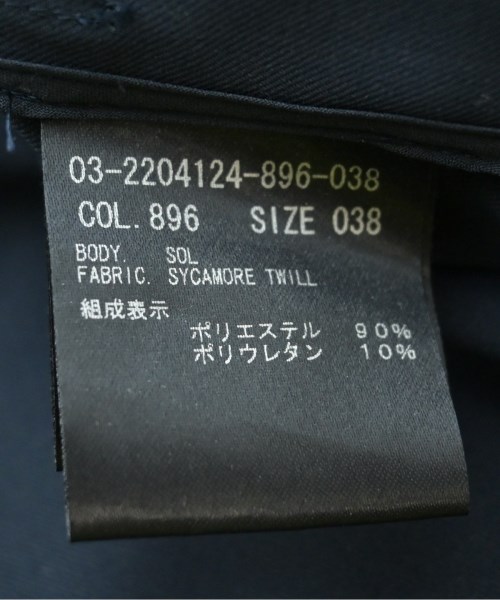 03-2204124-896-038
COL. 896 SIZE 038
BODY. SOL
FABRIC. SYCAMORE TWILL
組成表示
ポリエステル 90%
ポリウレタン 10%